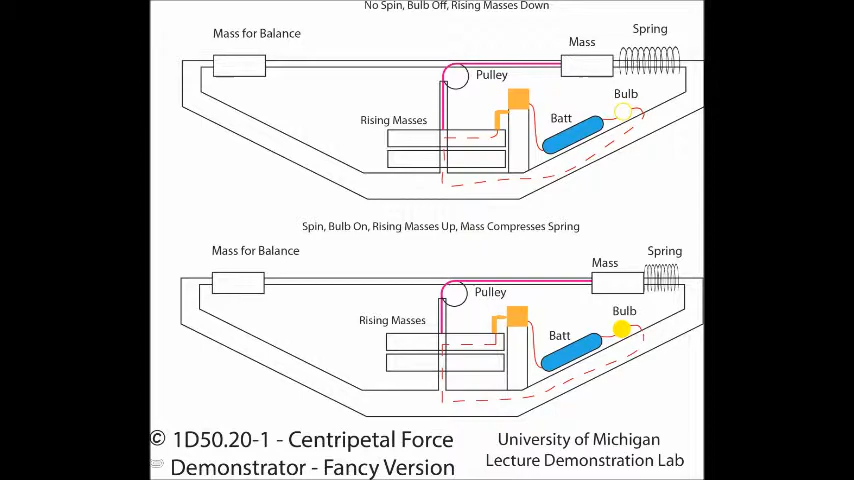 No Spin, Bulb Off, Rising Masses Down
Mass for Balance
Spring
Mass
Pulley
Bulb
Rising Masses
Batt
Spin, Bulb On, Rising Masses Up, Mass Compresses Spring
Mass for Balance
Spring
Mass
Pulley
Bulb
Rising Masses
Batt
© 1D50.20-1 - Centripetal Force
Demonstrator - Fancy Version
University of Michigan
Lecture Demonstration Lab